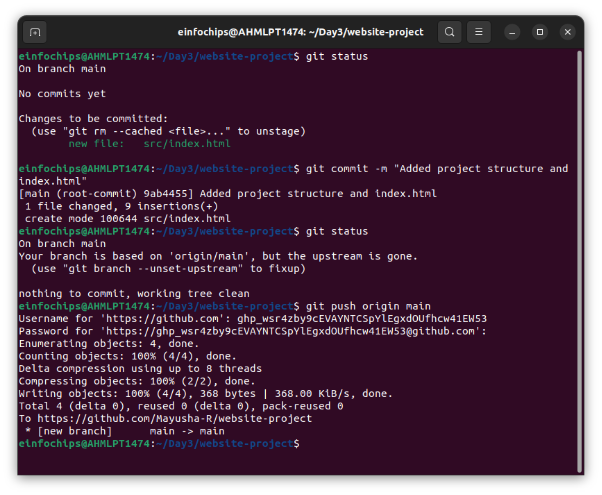 einfochips@AHMLPT1474: ~/Day3/website-project
einfochips@AHMLPT1474:~/Day3/website-project$ git status
On branch main
No commits yet
Changes to be committed:
(use "git rm --cached <file>..." to unstage)
new file:   src/index.html
einfochips@AHMLPT1474:~/Day3/website-project$ git commit -m "Added project structure and
index.html"
[main (root-commit) 9ab4455] Added project structure and index.html
1 file changed, 9 insertions(+)
create mode 100644 src/index.html
einfochips@AHMLPT1474:~/Day3/website-project$ git status
On branch main
Your branch is based on 'origin/main', but the upstream is gone.
(use "git branch --unset-upstream" to fixup)
nothing to commit, working tree clean
einfochips@AHMLPT1474:~/Day3/website-project$ git push origin main
Username for 'https://github.com': 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
Password for 'https://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@github.com':
Enumerating objects: 4, done.
Counting objects: 100% (4/4), done.
Delta compression using up to 8 threads
Compressing objects: 100% (2/2), done.
Writing objects: 100% (4/4), 368 bytes | 368.00 KiB/s, done.
Total 4 (delta 0), reused 0 (delta 0), pack-reused 0
To https://github.com/Mayusha-R/website-project
* [new branch]      main -> main
einfochips@AHMLPT1474:~/Day3/website-project$